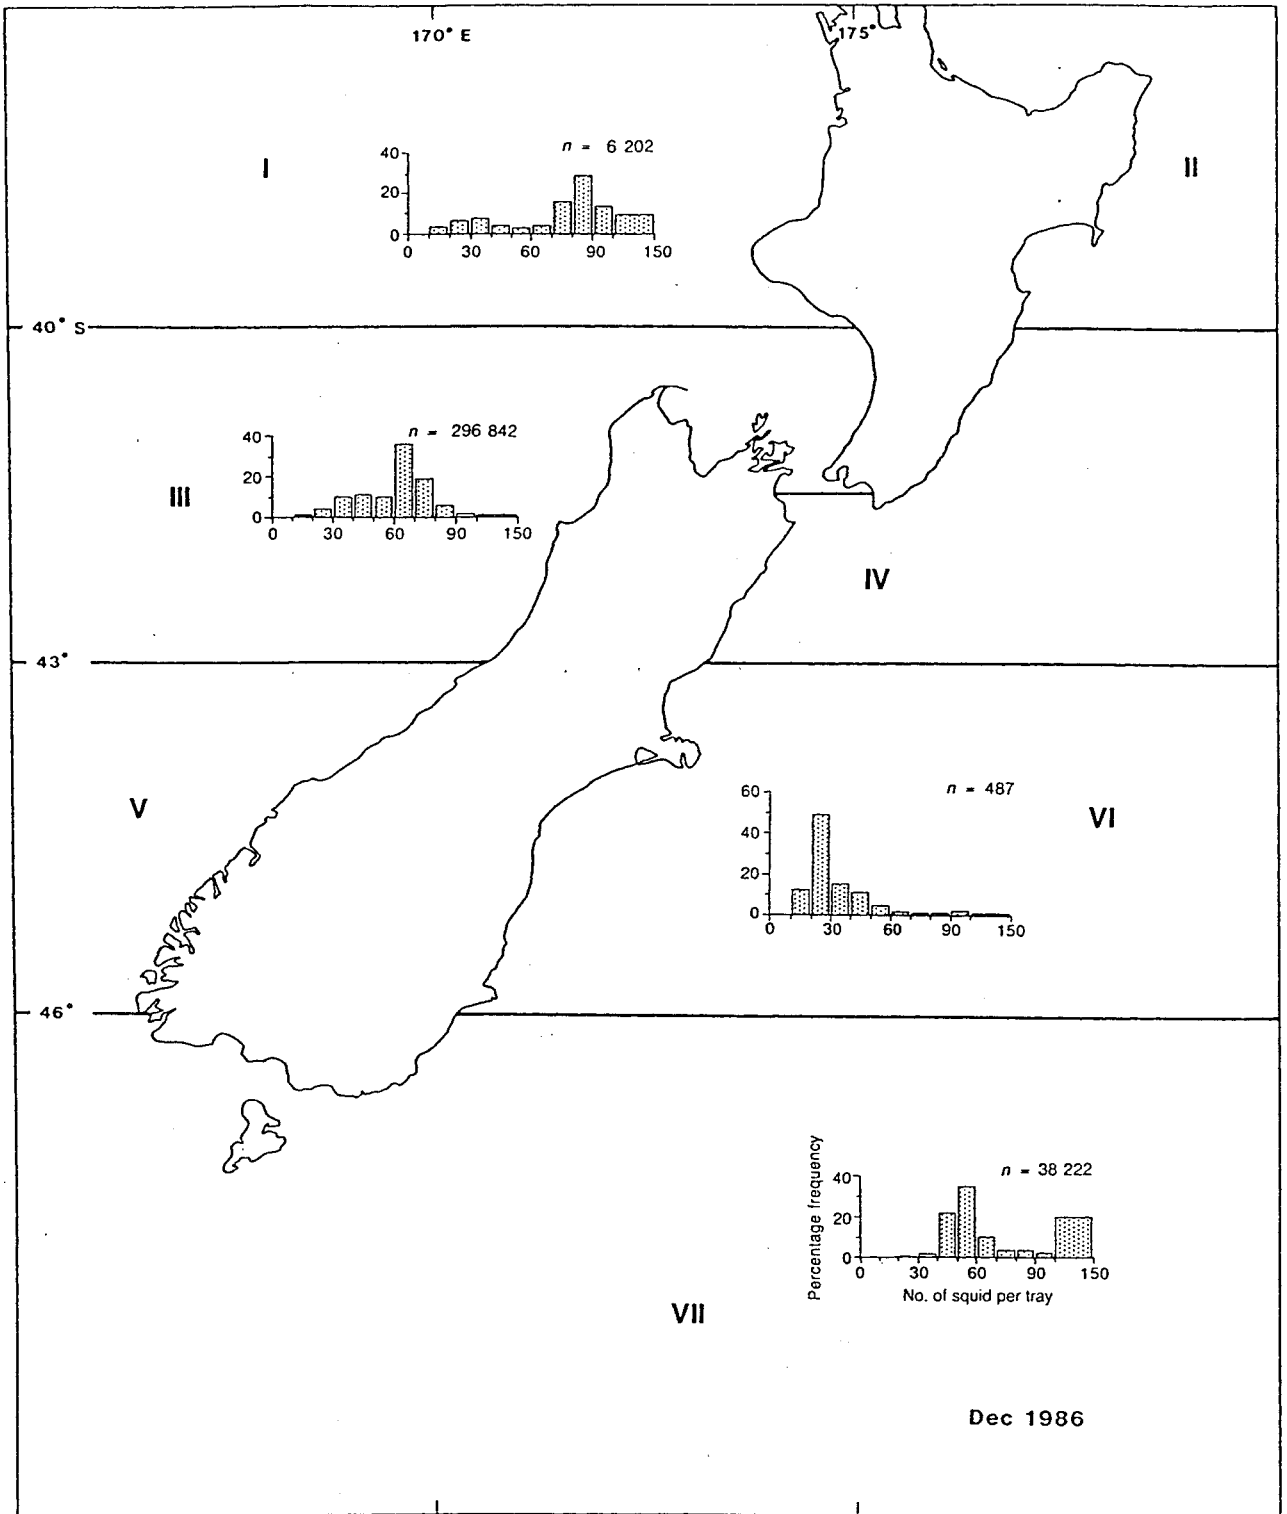 170° E
175°
I
II
n = 6 202
40
20
0
0 30 60 90 150
40° S
n = 296 842
40
20
0
0 30 60 90 150
III
IV
43°
V
VI
n = 487
60
40
20
0
0 30 60 90 150
46°
n = 38 222
Percentage frequency
40
20
0
0 30 60 90 150
No. of squid per tray
VII
Dec 1986